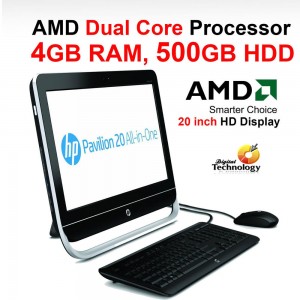 AMD Dual Core Processor
4GB RAM, 500GB HDD
AMD
Smarter Choice
20 inch HD Display
hp Pavilion 20 All-in-One
Digital
Technology
hp